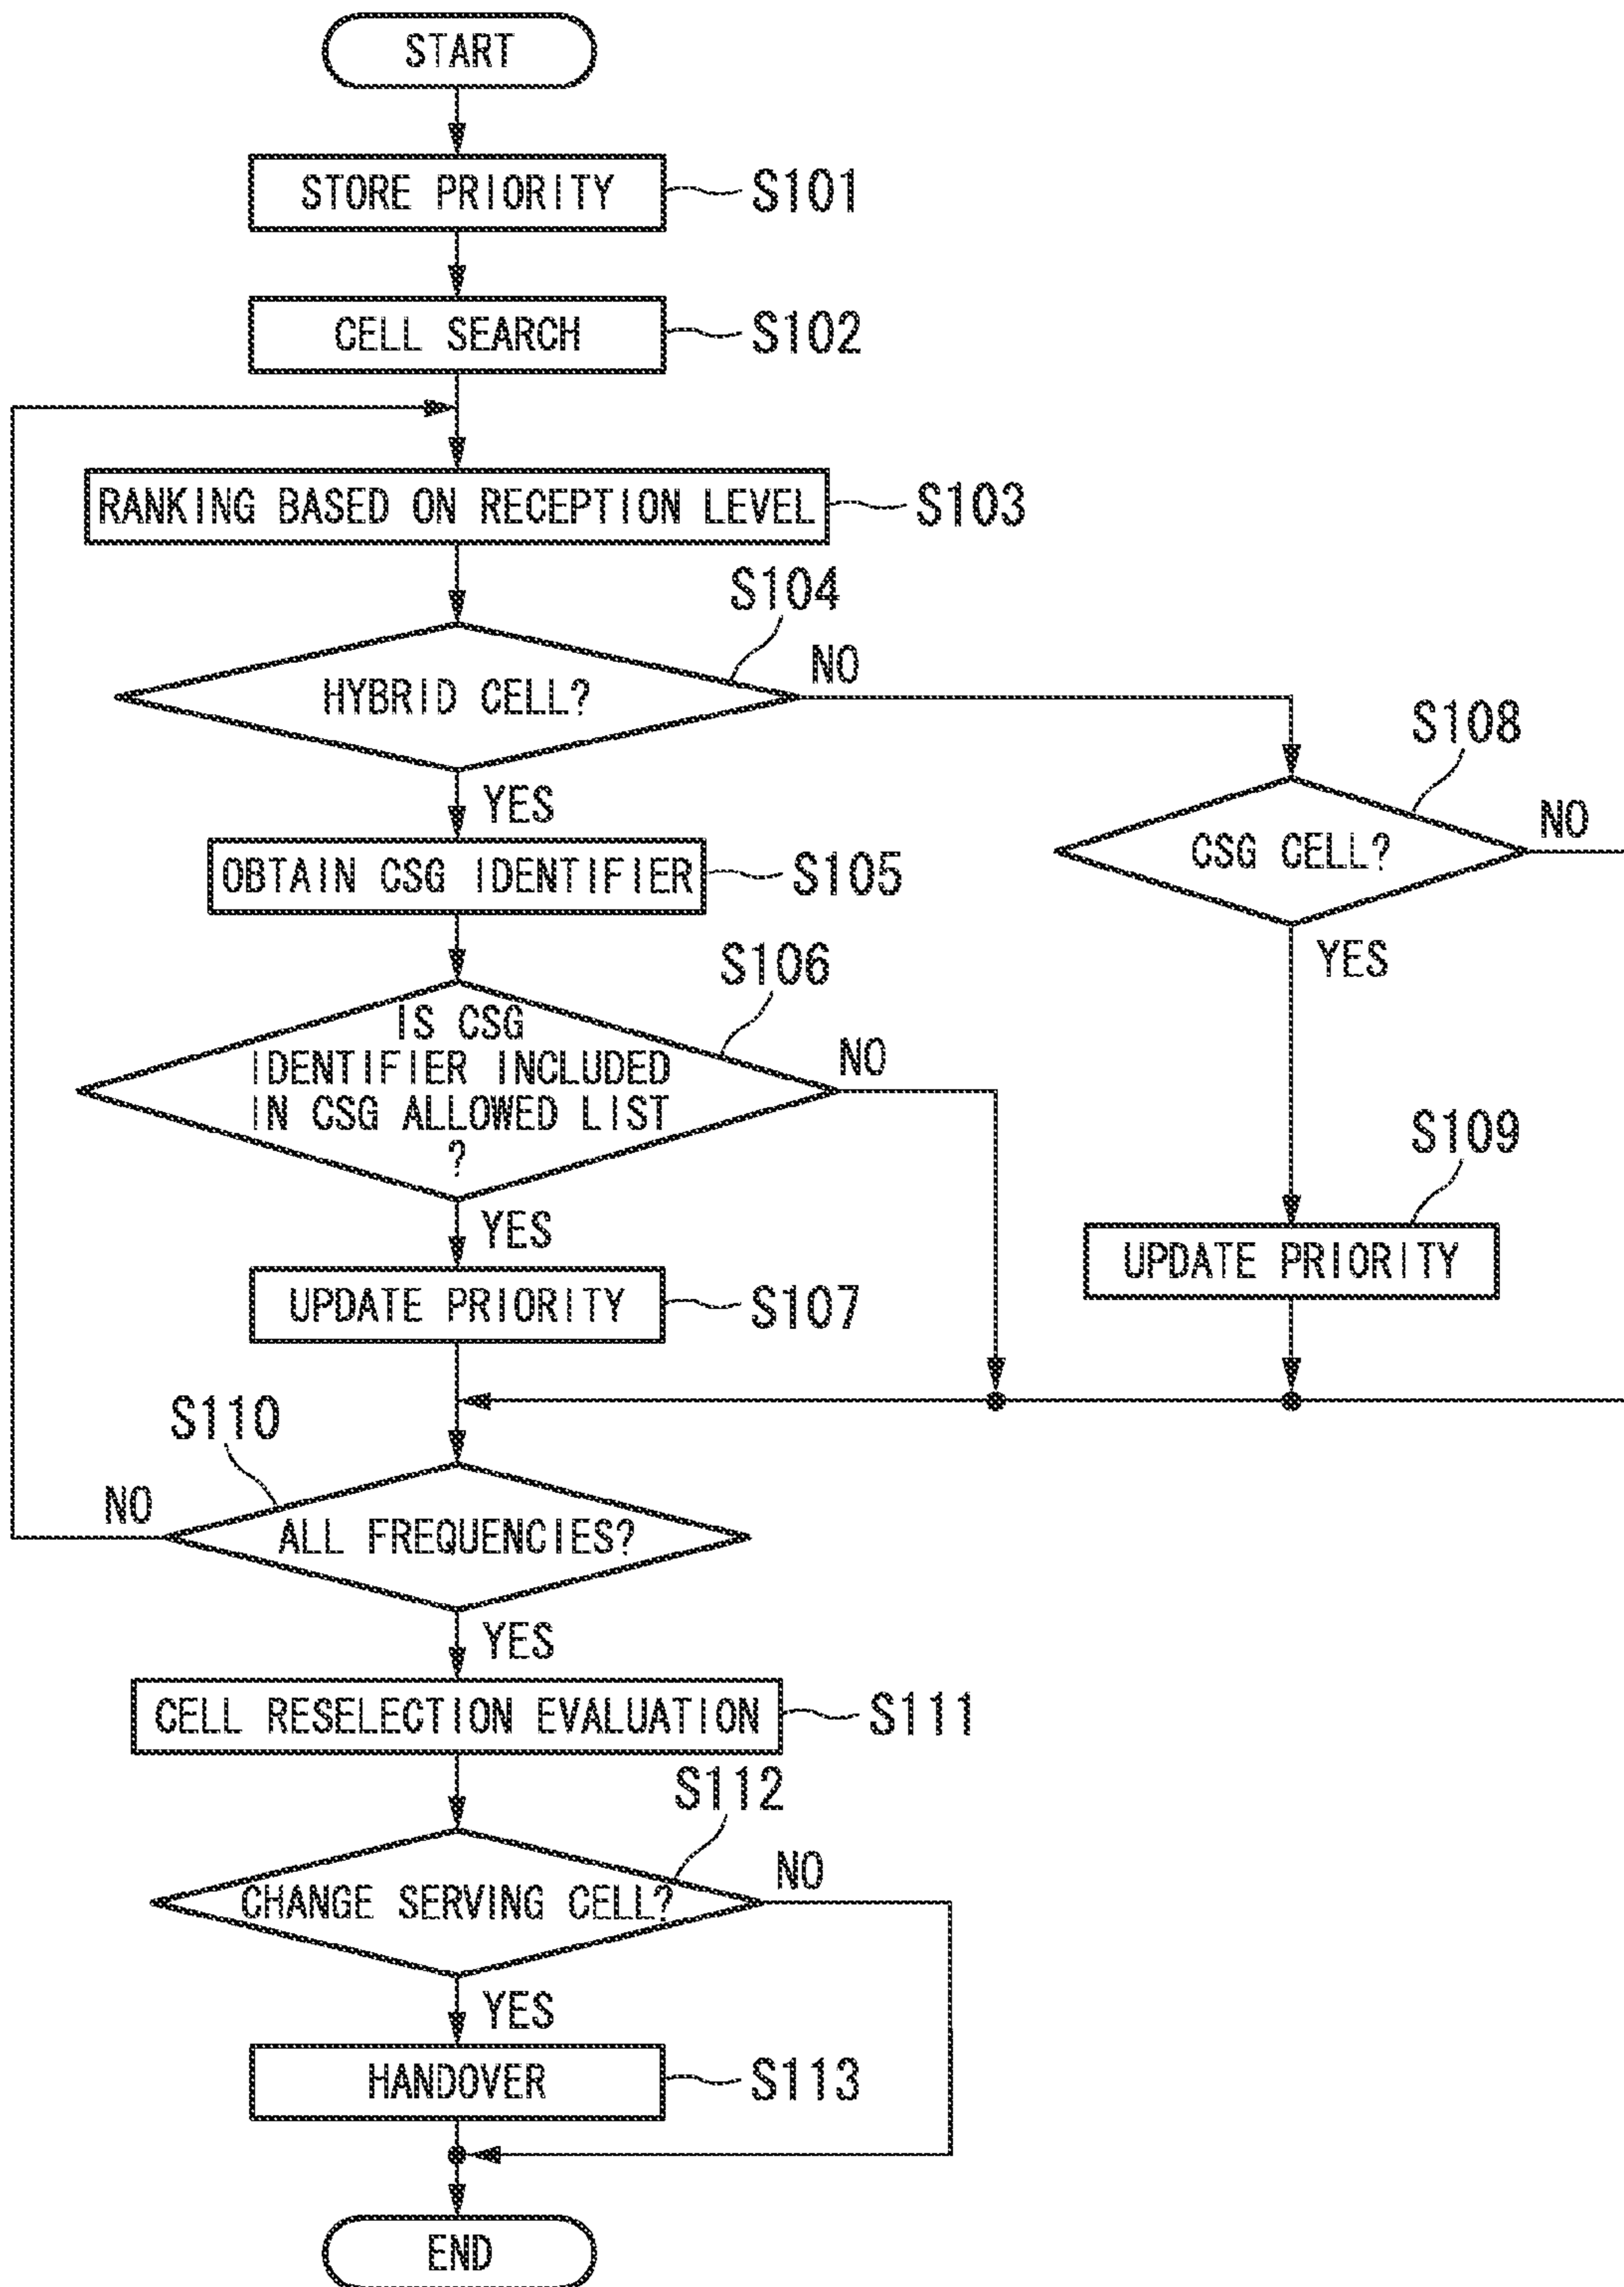 START
STORE PRIORITY
S101
CELL SEARCH
S102
RANKING BASED ON RECEPTION LEVEL
S103
S104
HYBRID CELL?
NO
YES
S108
CSG CELL?
NO
YES
OBTAIN CSG IDENTIFIER
S105
S106
IS CSG
IDENTIFIER INCLUDED
IN CSG ALLOWED LIST
?
NO
YES
S109
UPDATE PRIORITY
UPDATE PRIORITY
S107
S110
NO
ALL FREQUENCIES?
YES
CELL RESELECTION EVALUATION
S111
S112
CHANGE SERVING CELL?
NO
YES
HANDOVER
S113
END